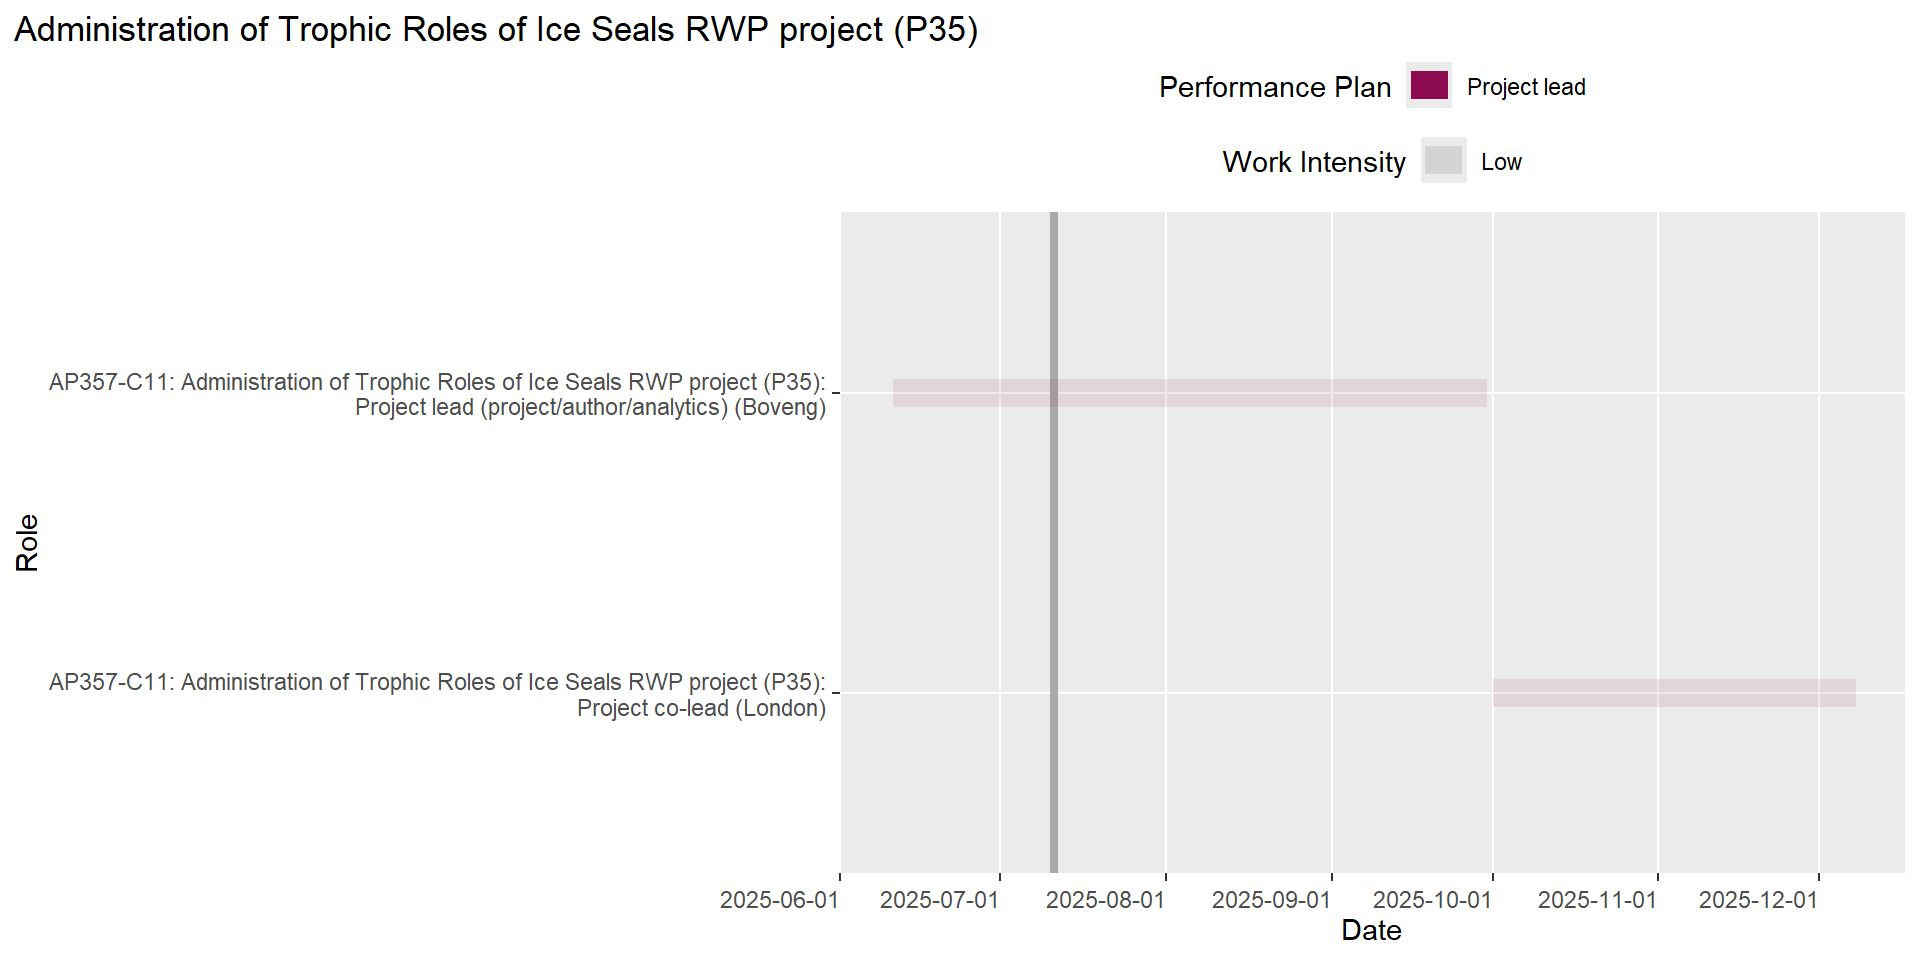 Administration of Trophic Roles of Ice Seals RWP project (P35)
Performance Plan
Project lead
Work Intensity
Low
AP357-C11: Administration of Trophic Roles of Ice Seals RWP project (P35):
Project lead (project/author/analytics) (Boveng)
Role
AP357-C11: Administration of Trophic Roles of Ice Seals RWP project (P35):
Project co-lead (London)
2025-06-01
2025-07-01
2025-08-01
2025-09-01
2025-10-01
2025-11-01
2025-12-01
Date